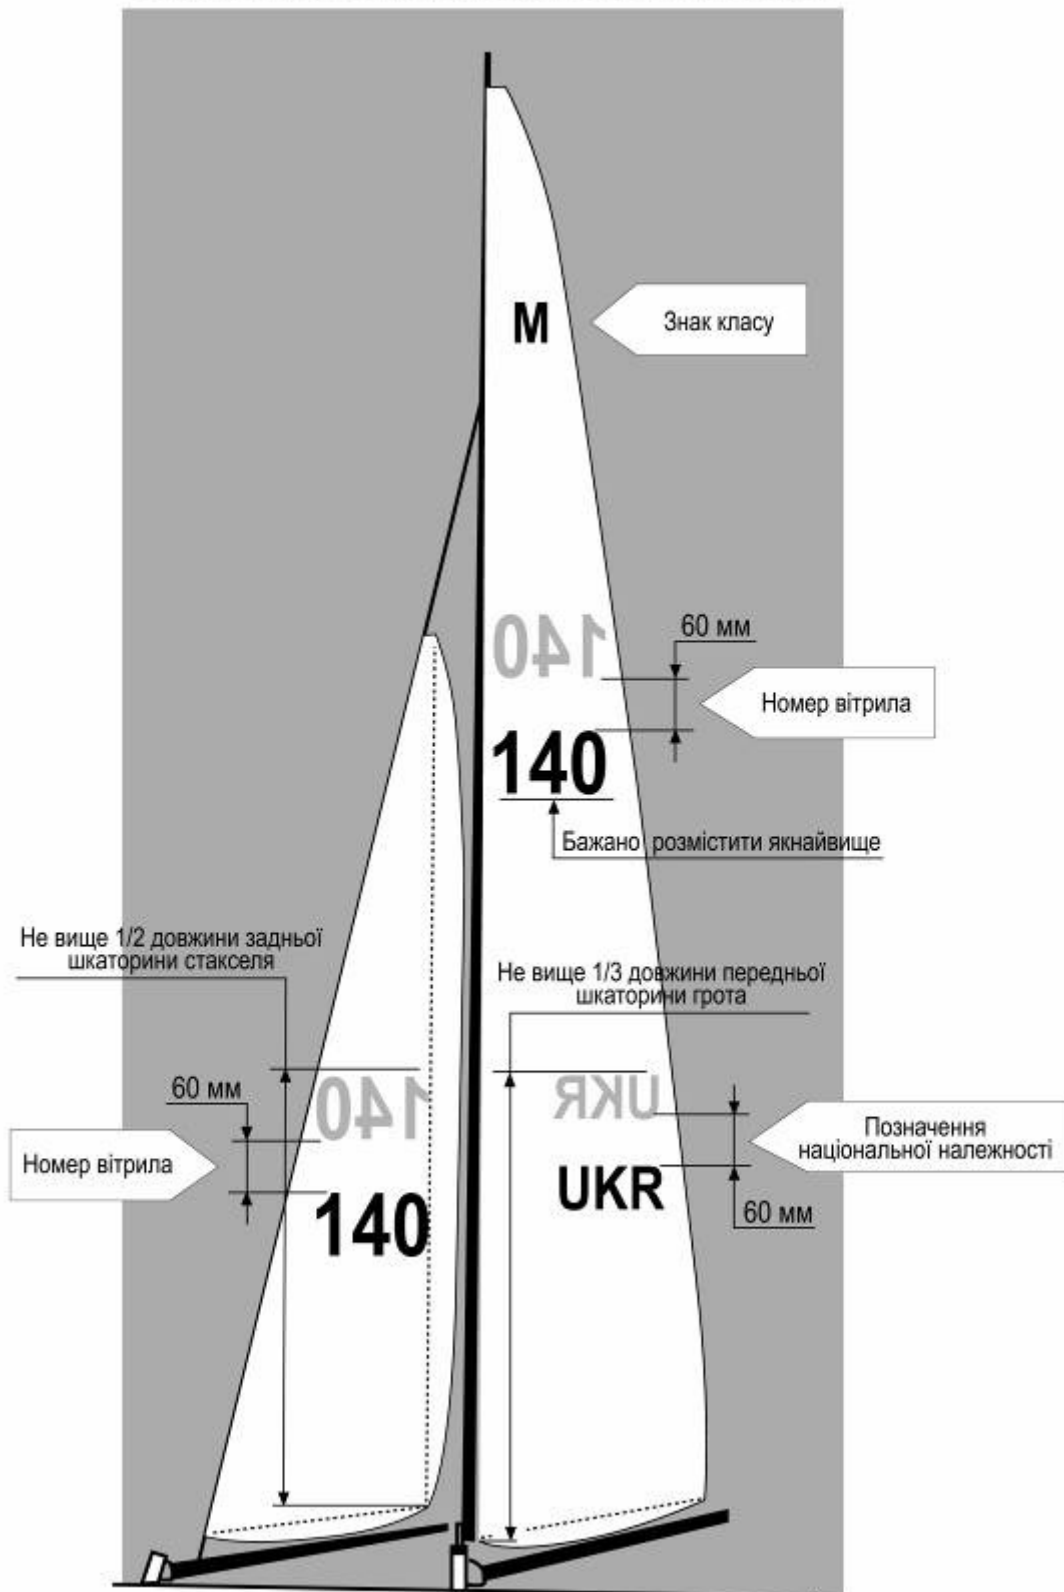 M
Знак класу
140
60 мм
Номер вітрила
140
Бажано розмістити якнайвище
Не вище 1/2 довжини задньої
шкаторини стакселя
Не вище 1/3 довжини передньої
шкаторини грота
60 мм
140
UKR
Позначення
національної належності
Номер вітрила
140
UKR
60 мм